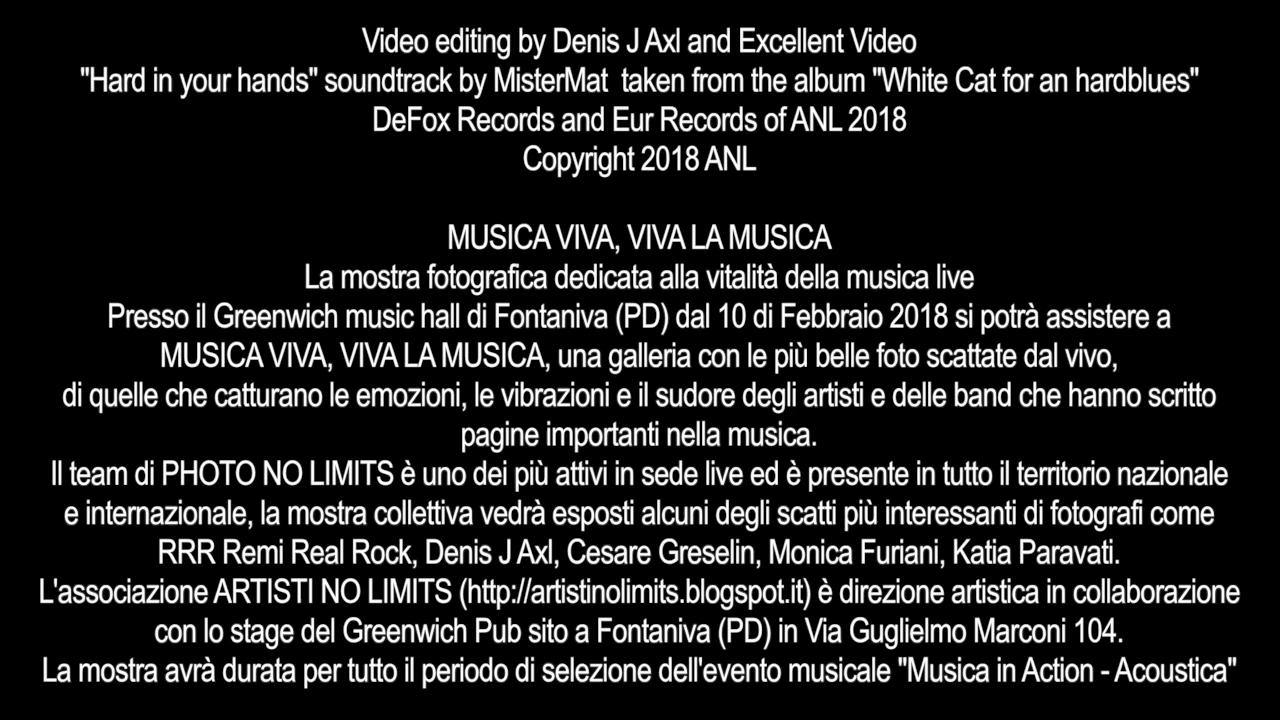 Video editing by Denis J Axl and Excellent Video
"Hard in your hands" soundtrack by MisterMat taken from the album "White Cat for an hardblues"
DeFox Records and Eur Records of ANL 2018
Copyright 2018 ANL
MUSICA VIVA, VIVA LA MUSICA
La mostra fotografica dedicata alla vitalità della musica live
Presso il Greenwich music hall di Fontaniva (PD) dal 10 di Febbraio 2018 si potrà assistere a
MUSICA VIVA, VIVA LA MUSICA, una galleria con le più belle foto scattate dal vivo,
di quelle che catturano le emozioni, le vibrazioni e il sudore degli artisti e delle band che hanno scritto
pagine importanti nella musica.
Il team di PHOTO NO LIMITS è uno dei più attivi in sede live ed è presente in tutto il territorio nazionale
e internazionale, la mostra collettiva vedrà esposti alcuni degli scatti più interessanti di fotografi come
RRR Remi Real Rock, Denis J Axl, Cesare Greselin, Monica Furiani, Katia Paravati.
L'associazione ARTISTI NO LIMITS (http://artistinolimits.blogspot.it) è direzione artistica in collaborazione
con lo stage del Greenwich Pub sito a Fontaniva (PD) in Via Guglielmo Marconi 104.
La mostra avrà durata per tutto il periodo di selezione dell'evento musicale "Musica in Action - Acoustica"